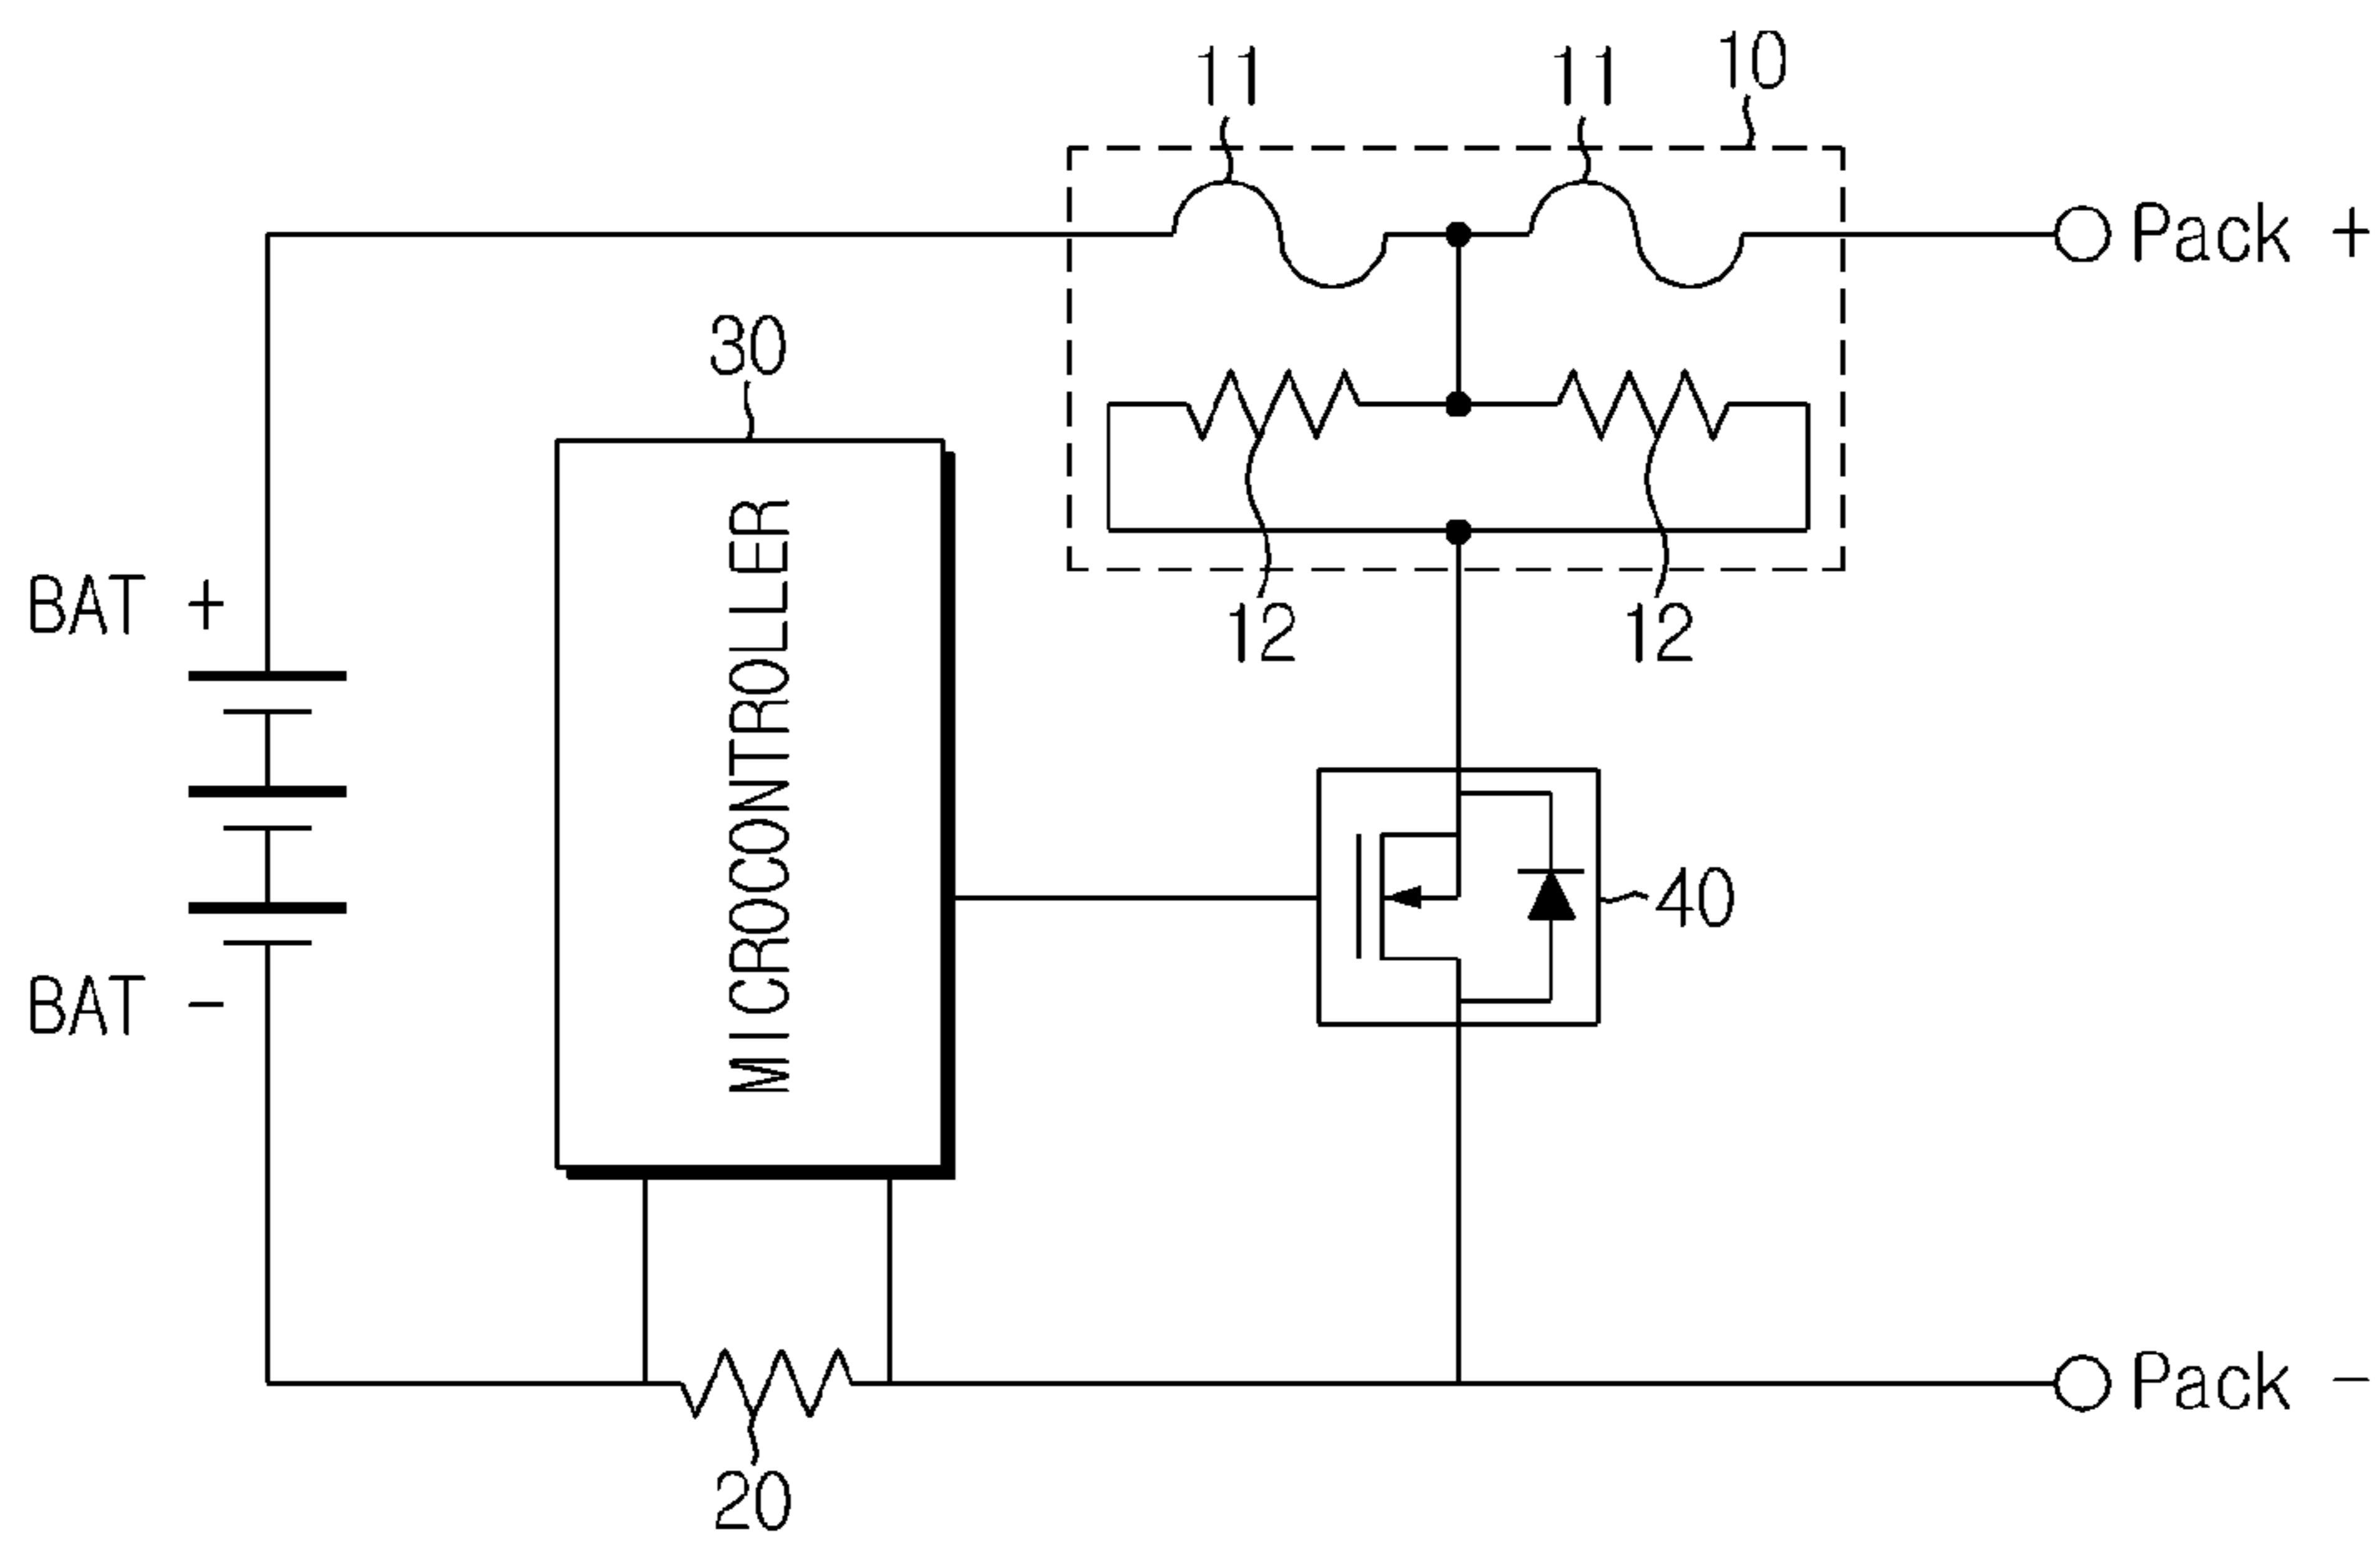 11
11
10
Pack +
30
MICROCONTROLLER
BAT +
12
12
40
BAT −
Pack −
20